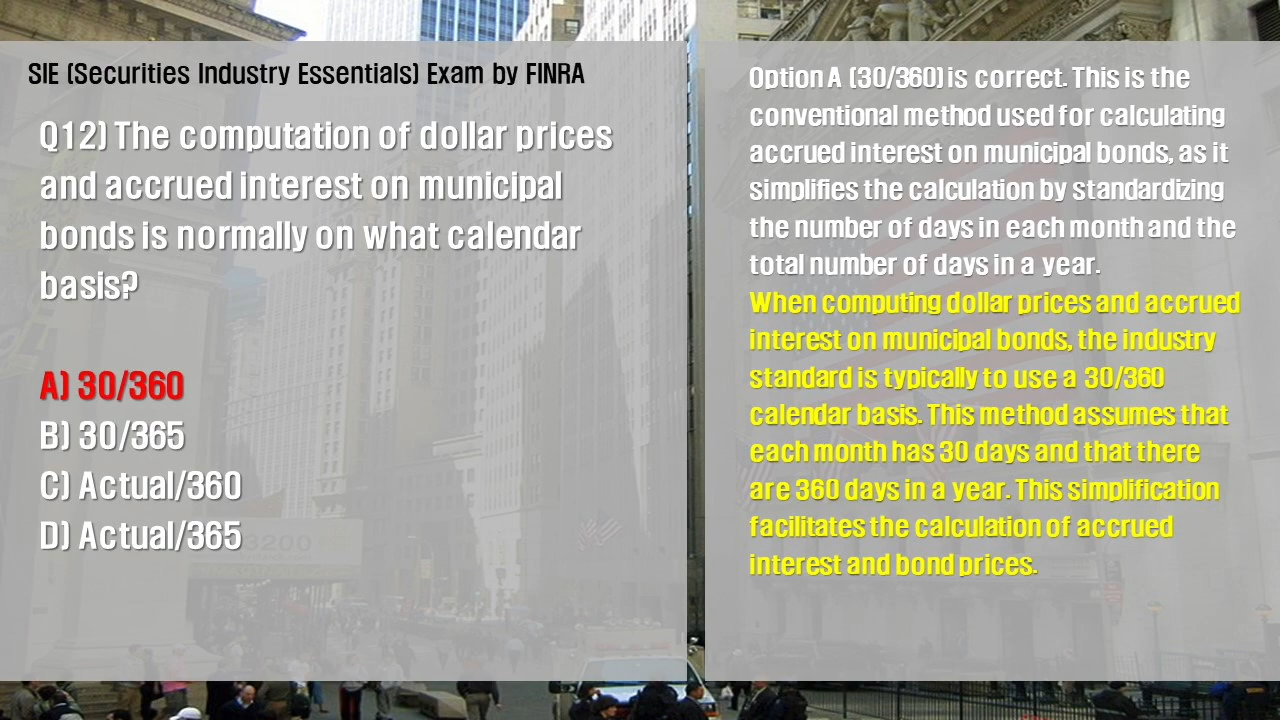 SIE (Securities Industry Essentials) Exam by FINRA
Q12) The computation of dollar prices
and accrued interest on municipal
bonds is normally on what calendar
basis?
A) 30/360
B) 30/365
C) Actual/360
D) Actual/365
3200
Option A (30/360) is correct. This is the
conventional method used for calculating
accrued interest on municipal bonds, as it
simplifies the calculation by standardizing
the number of days in each month and the
total number of days in a year.
When computing dollar prices and accrued
interest on municipal bonds, the industry
standard is typically to use a 30/360
calendar basis. This method assumes that
each month has 30 days and that there
are 360 days in a year. This simplification
facilitates the calculation of accrued
interest and bond prices.